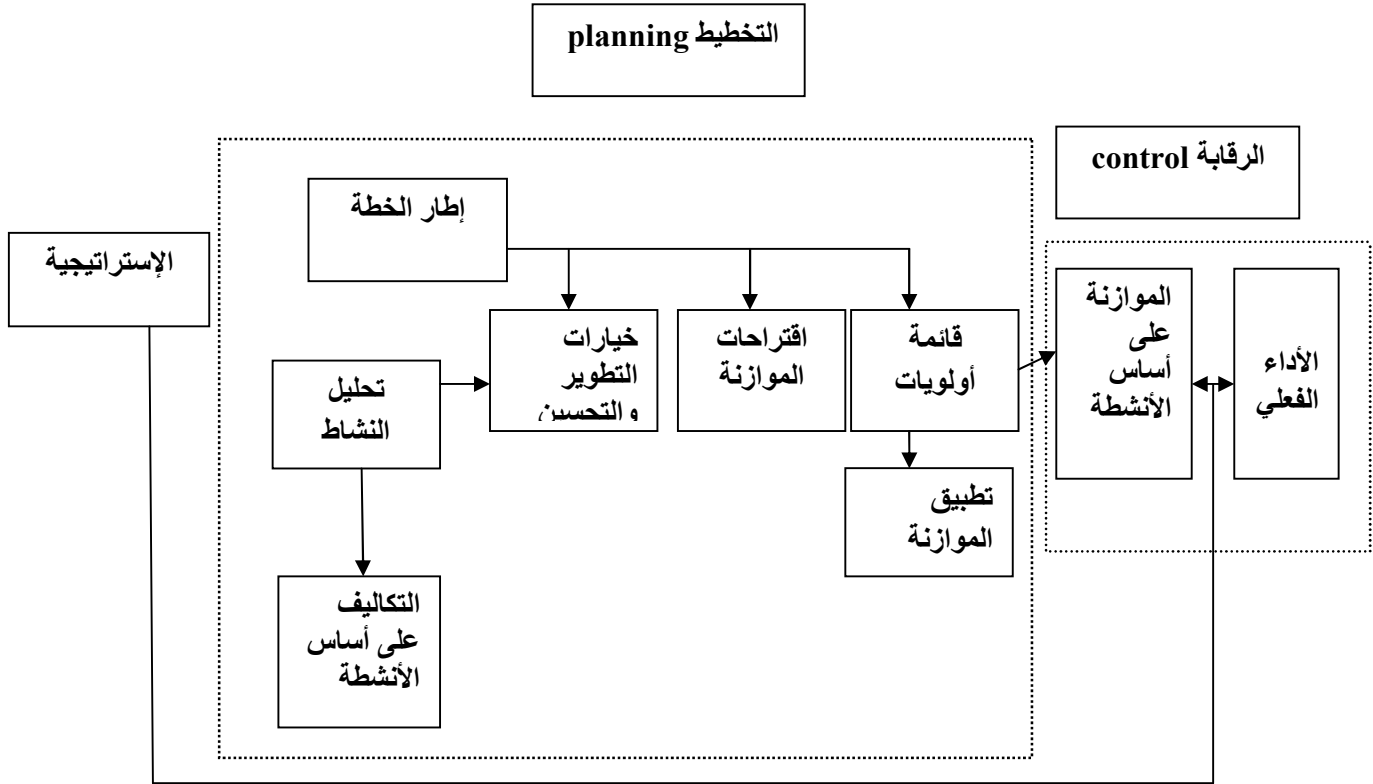 التخطيط planning
الرقابة control
إطار الخطة
الإستراتيجية
الموازنة
على
أساس
الأنشطة
الأداء
الفعلي
خيارات
التطوير
والتحسين
اقتراحات
الموازنة
قائمة
أولويات
تحليل
النشاط
تطبيق
الموازنة
التكاليف
على أساس
الأنشطة